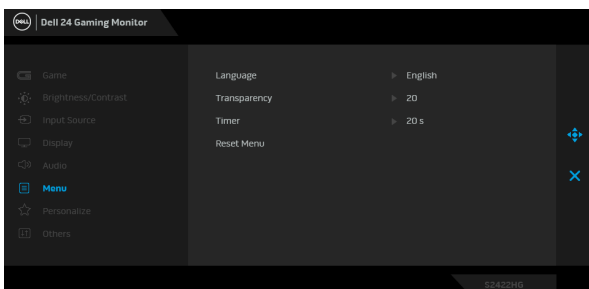 DELL Dell 24 Gaming Monitor
Game
Brightness/Contrast
Input Source
Display
Audio
Menu
Personalize
Others
Language English
Transparency 20
Timer 20 s
Reset Menu
S2422HG